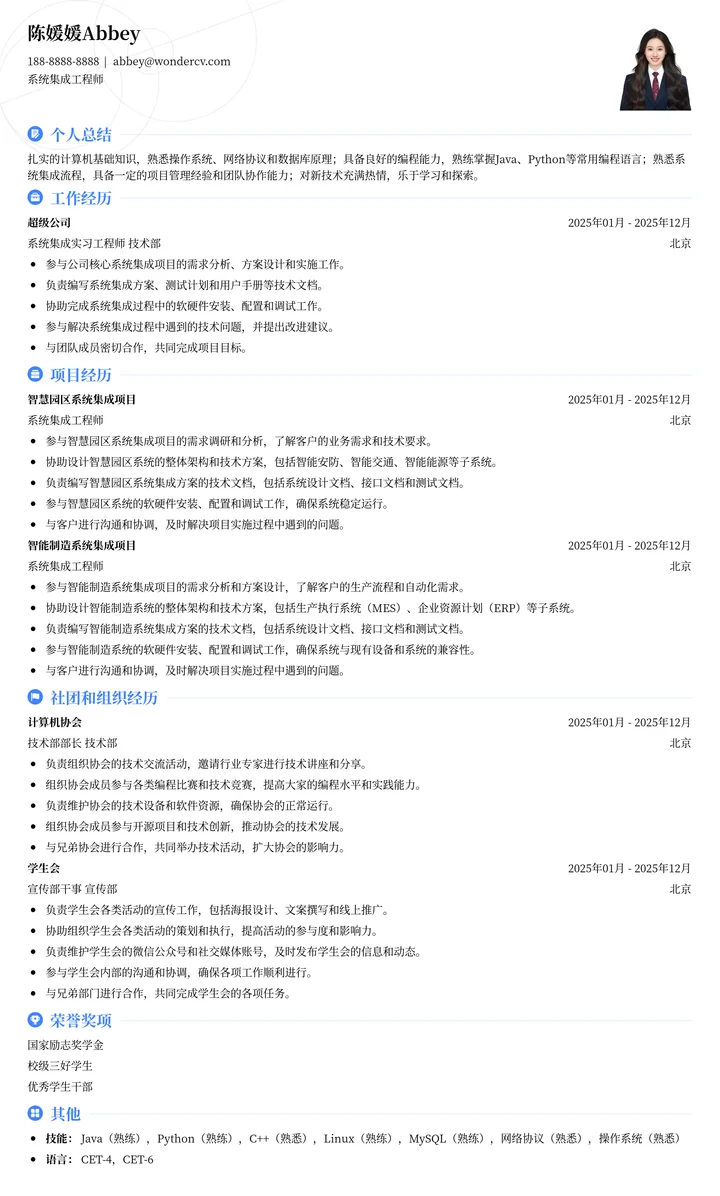 陈媛媛Abbey
188-8888-8888 | abbey@wondercv.com
系统集成工程师
个人总结
扎实的计算机基础知识，熟悉操作系统、网络协议和数据库原理；具备良好的编程能力，熟练掌握Java、Python等常用编程语言；熟悉系
统集成流程，具备一定的项目管理经验和团队协作能力；对新技术充满热情，乐于学习和探索。
工作经历
超级公司 2025年01月 - 2025年12月
系统集成实习工程师 技术部 北京
• 参与公司核心系统集成项目的需求分析、方案设计和实施工作。
• 负责编写系统集成方案、测试计划和用户手册等技术文档。
• 协助完成系统集成过程中的软硬件安装、配置和调试工作。
• 参与解决系统集成过程中遇到的技术问题，并提出改进建议。
• 与团队成员密切合作，共同完成项目目标。
项目经历
智慧园区系统集成项目 2025年01月 - 2025年12月
系统集成工程师 北京
• 参与智慧园区系统集成项目的需求调研和分析，了解客户的业务需求和技术要求。
• 协助设计智慧园区系统的整体架构和技术方案，包括智能安防、智能交通、智能能源等子系统。
• 负责编写智慧园区系统集成方案的技术文档，包括系统设计文档、接口文档和测试文档。
• 参与智慧园区系统的软硬件安装、配置和调试工作，确保系统稳定运行。
• 与客户进行沟通和协调，及时解决项目实施过程中遇到的问题。
智能制造系统集成项目 2025年01月 - 2025年12月
系统集成工程师 北京
• 参与智能制造系统集成项目的需求分析和方案设计，了解客户的生产流程和自动化需求。
• 协助设计智能制造系统的整体架构和技术方案，包括生产执行系统（MES）、企业资源计划（ERP）等子系统。
• 负责编写智能制造系统集成方案的技术文档，包括系统设计文档、接口文档和测试文档。
• 参与智能制造系统的软硬件安装、配置和调试工作，确保系统与现有设备和系统的兼容性。
• 与客户进行沟通和协调，及时解决项目实施过程中遇到的问题。
社团和组织经历
计算机协会 2025年01月 - 2025年12月
技术部部长 技术部 北京
• 负责组织协会的技术交流活动，邀请行业专家进行技术讲座和分享。
• 组织协会成员参与各类编程比赛和技术竞赛，提高大家的编程水平和实践能力。
• 负责维护协会的技术设备和软件资源，确保协会的正常运行。
• 组织协会成员参与开源项目和技术创新，推动协会的技术发展。
• 与兄弟协会进行合作，共同举办技术活动，扩大协会的影响力。
学生会 2025年01月 - 2025年12月
宣传部干事 宣传部 北京
• 负责学生会各类活动的宣传工作，包括海报设计、文案撰写和线上推广。
• 协助组织学生会各类活动的策划和执行，提高活动的参与度和影响力。
• 负责维护学生会的微信公众号和社交媒体账号，及时发布学生会的信息和动态。
• 参与学生会内部的沟通和协调，确保各项工作顺利进行。
• 与兄弟部门进行合作，共同完成学生会的各项任务。
荣誉奖项
国家励志奖学金
校级三好学生
优秀学生干部
其他
• 技能： Java（熟练），Python（熟练），C++（熟悉），Linux（熟练），MySQL（熟练），网络协议（熟悉），操作系统（熟悉）
• 语言： CET-4，CET-6